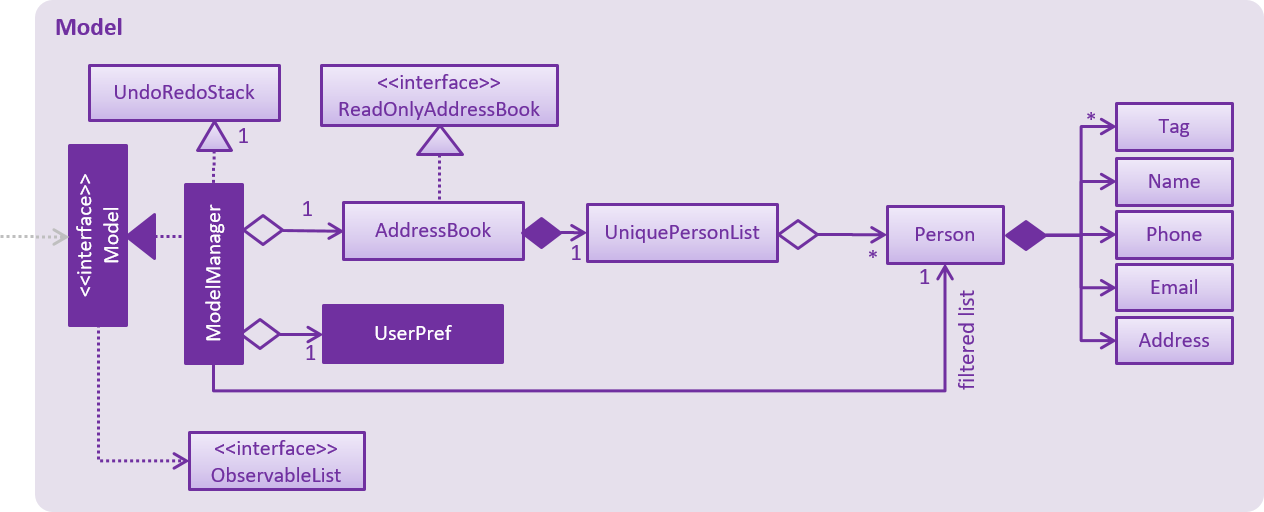 Model
UndoRedoStack
1
<<interface>>
ReadOnlyAddressBook
<<interface>>
Model
ModelManager
1
AddressBook
1
UniquePersonList
*
Person
*
Tag
Name
Phone
Email
Address
1
UserPref
1
filtered list
<<interface>>
ObservableList